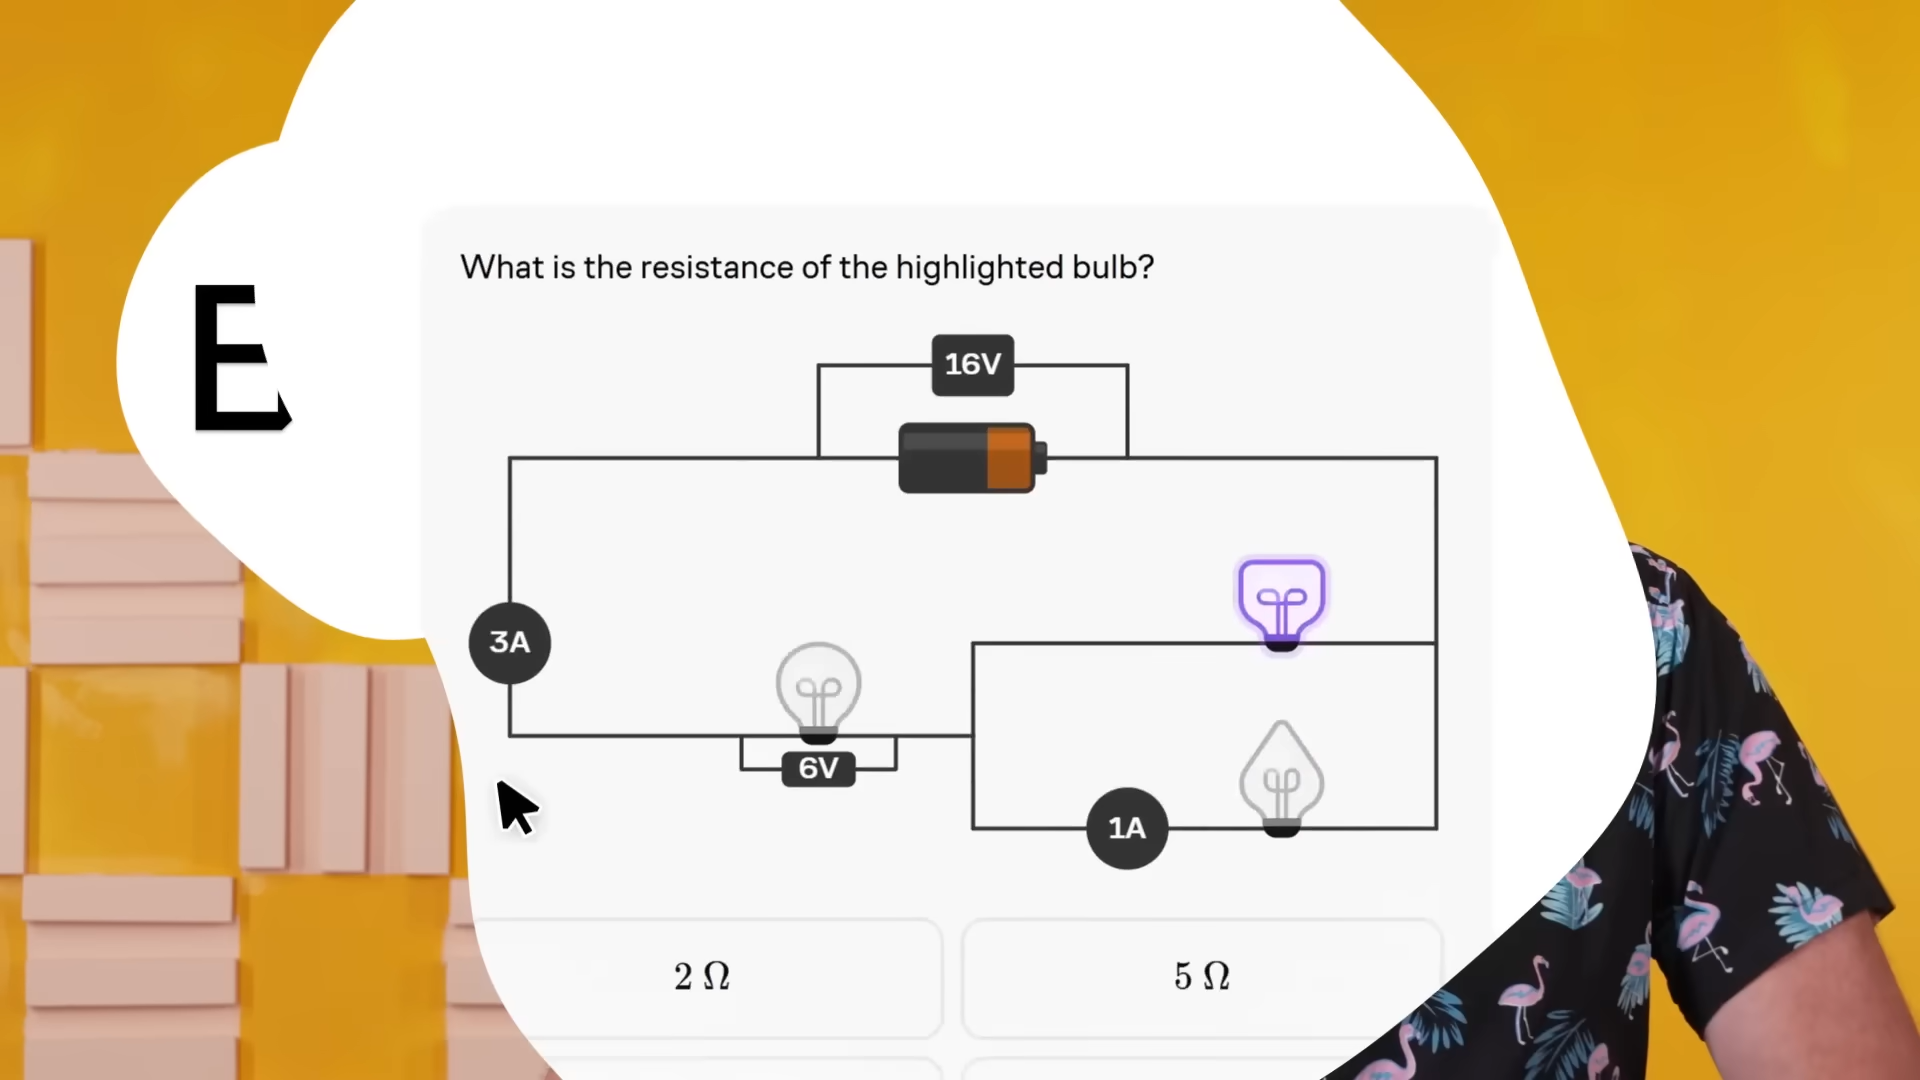 E
What is the resistance of the highlighted bulb?
16V
3A
6V
1A
2 Ω
5 Ω